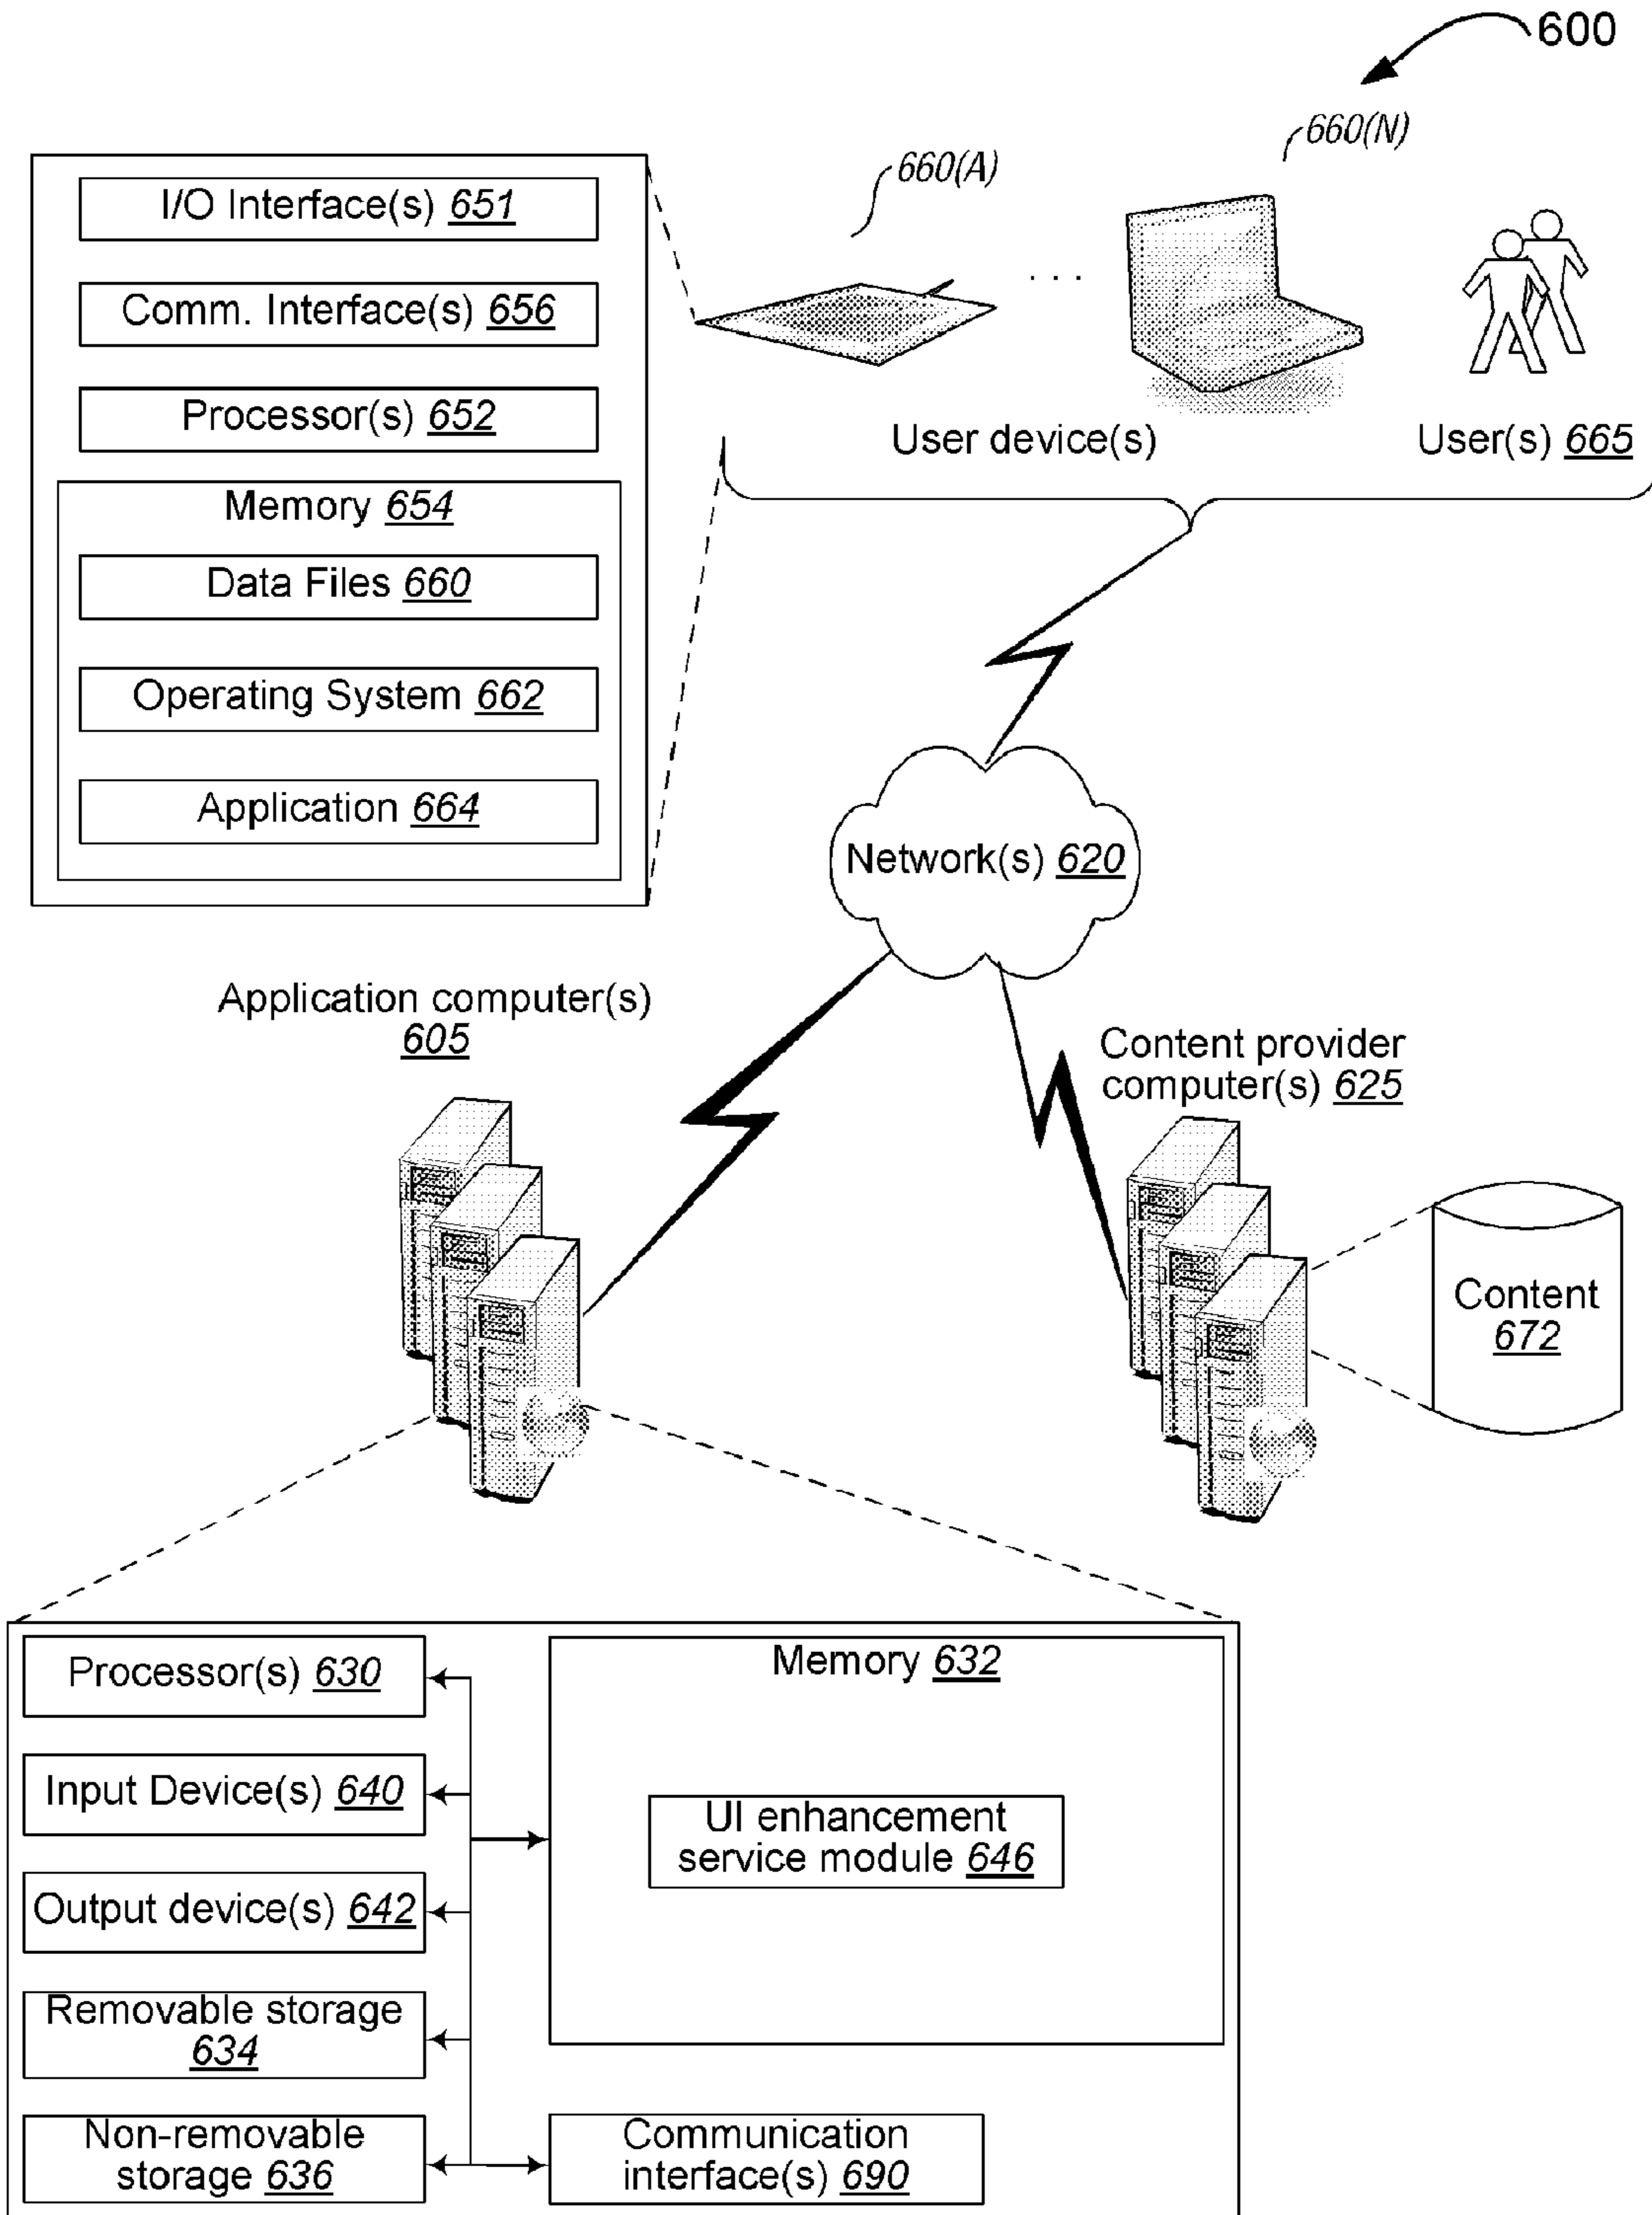 600
660(N)
660(A)
I/O Interface(s) 651
Comm. Interface(s) 656
Processor(s) 652
Memory 654
Data Files 660
Operating System 662
Application 664
. . .
User device(s)
User(s) 665
Network(s) 620
Application computer(s)
605
Content provider
computer(s) 625
Content
672
Processor(s) 630
Input Device(s) 640
Output device(s) 642
Removable storage
634
Non-removable
storage 636
Memory 632
UI enhancement
service module 646
Communication
interface(s) 690